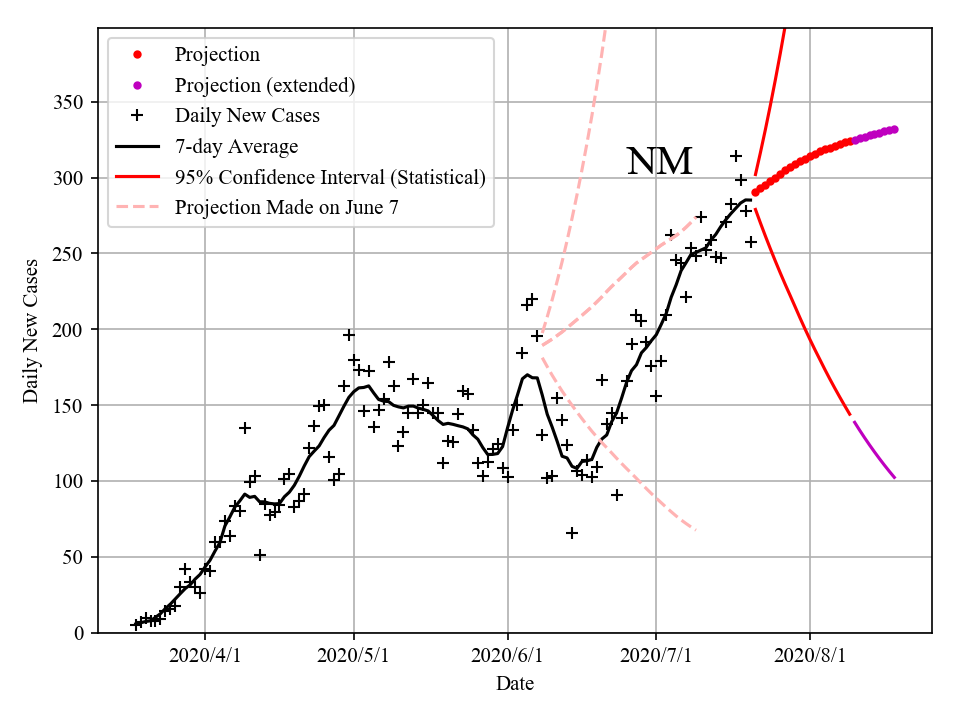 Projection
Projection (extended)
Daily New Cases
7-day Average
95% Confidence Interval (Statistical)
Projection Made on June 7
NM
350
300
250
200
150
100
50
0
Daily New Cases
2020/4/1 2020/5/1 2020/6/1 2020/7/1 2020/8/1
Date